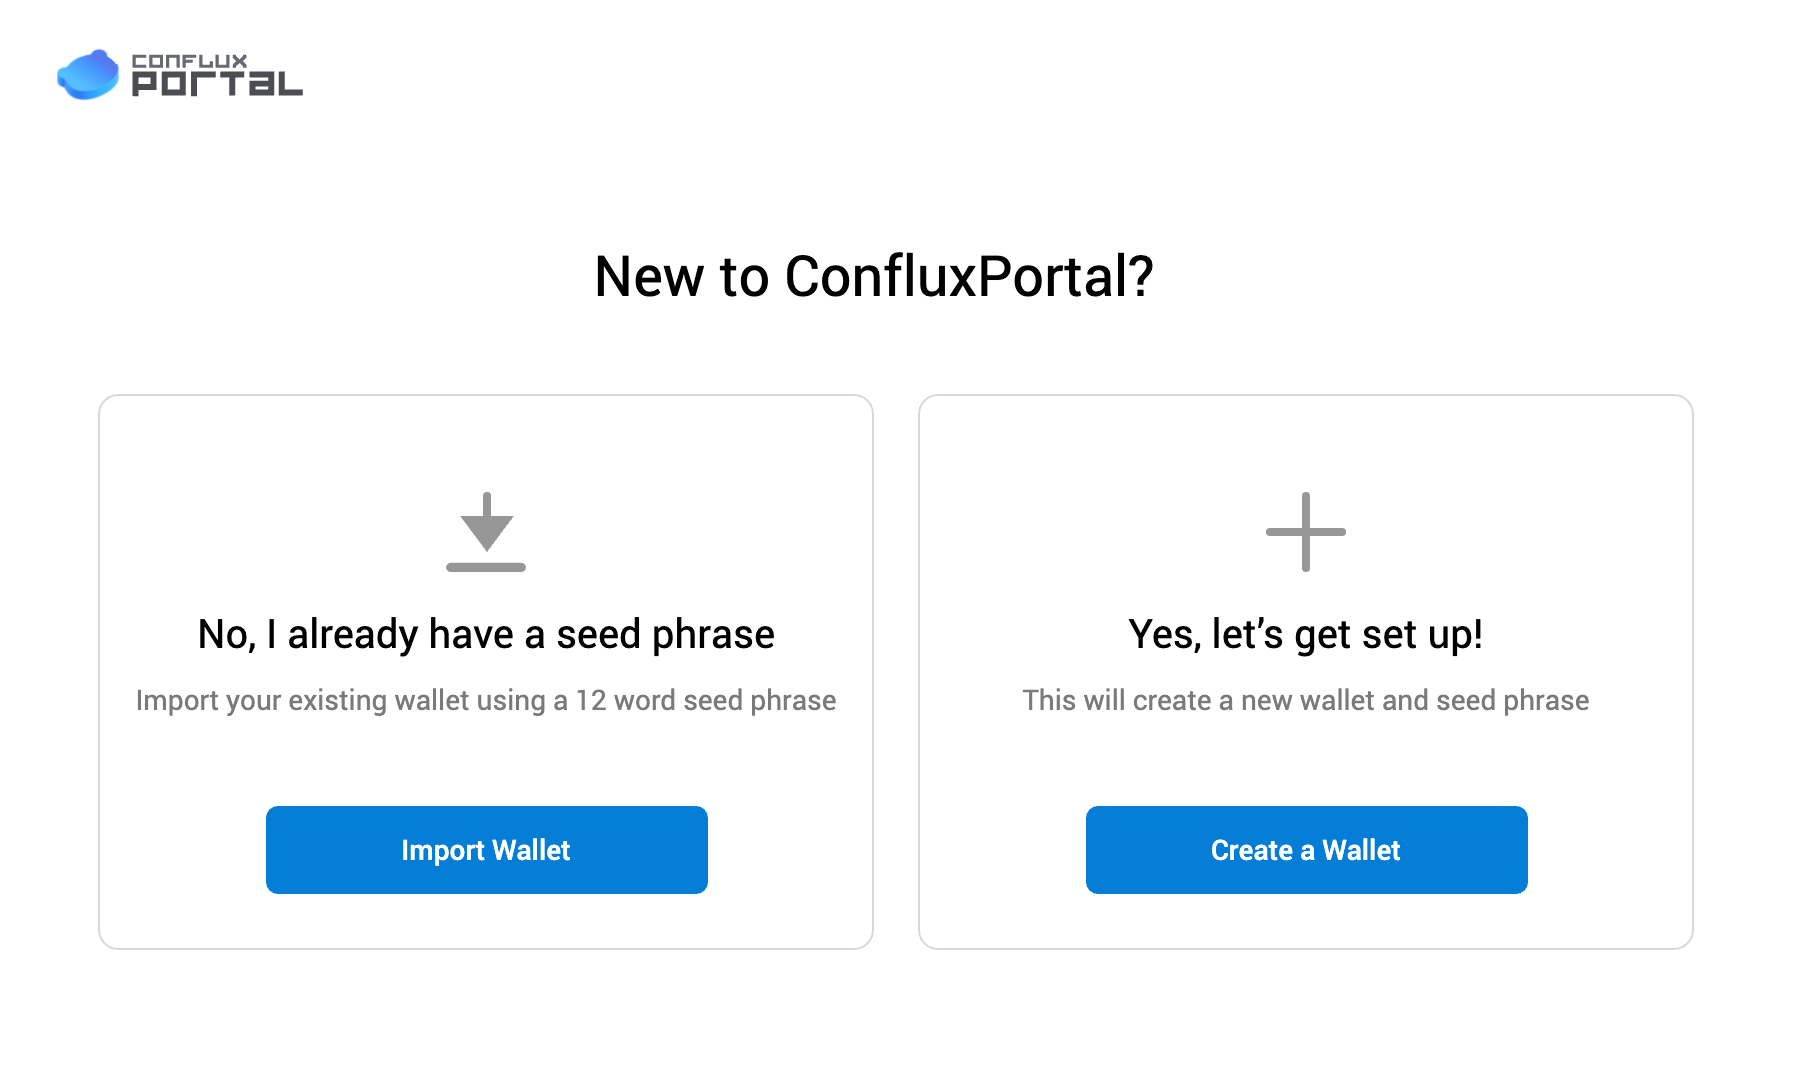 CONFLUX
PORTAL
New to ConfluxPortal?
No, I already have a seed phrase
Import your existing wallet using a 12 word seed phrase
Import Wallet
Yes, let’s get set up!
This will create a new wallet and seed phrase
Create a Wallet